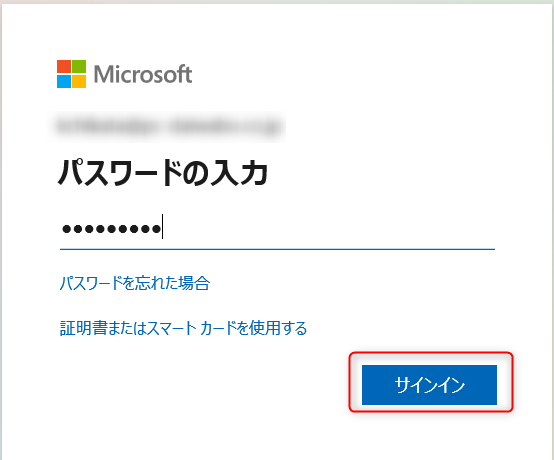 Microsoft
パスワードの入力
•••••••••
パスワードを忘れた場合
証明書またはスマート カードを使用する
サインイン